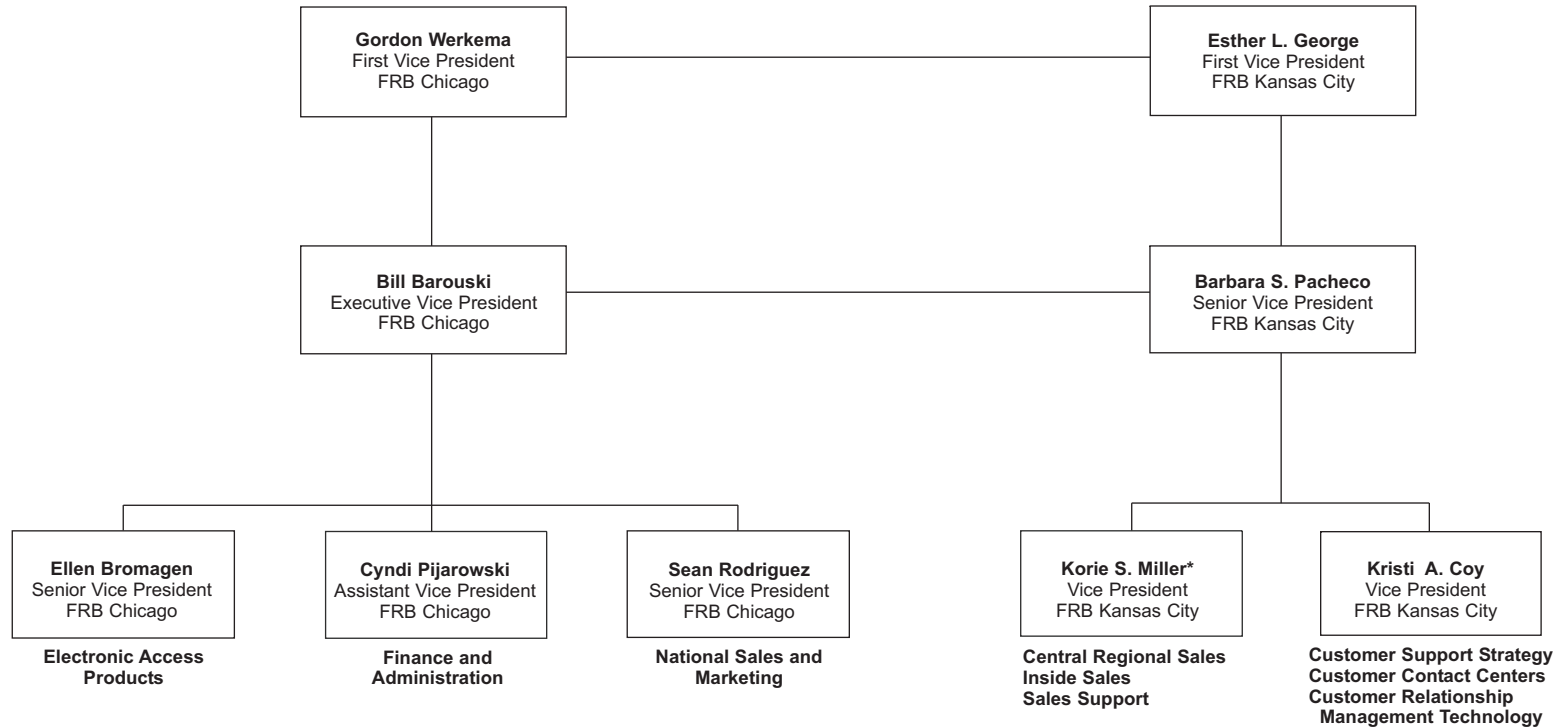 Gordon Werkema
First Vice President
FRB Chicago
Esther L. George
First Vice President
FRB Kansas City
Bill Barouski
Executive Vice President
FRB Chicago
Barbara S. Pacheco
Senior Vice President
FRB Kansas City
Ellen Bromagen
Senior Vice President
FRB Chicago
Electronic Access
Products
Cyndi Pijarowski
Assistant Vice President
FRB Chicago
Finance and
Administration
Sean Rodriguez
Senior Vice President
FRB Chicago
National Sales and
Marketing
Korie S. Miller*
Vice President
FRB Kansas City
Central Regional Sales
Inside Sales
Sales Support
Kristi A. Coy
Vice President
FRB Kansas City
Customer Support Strategy
Customer Contact Centers
Customer Relationship
Management Technology